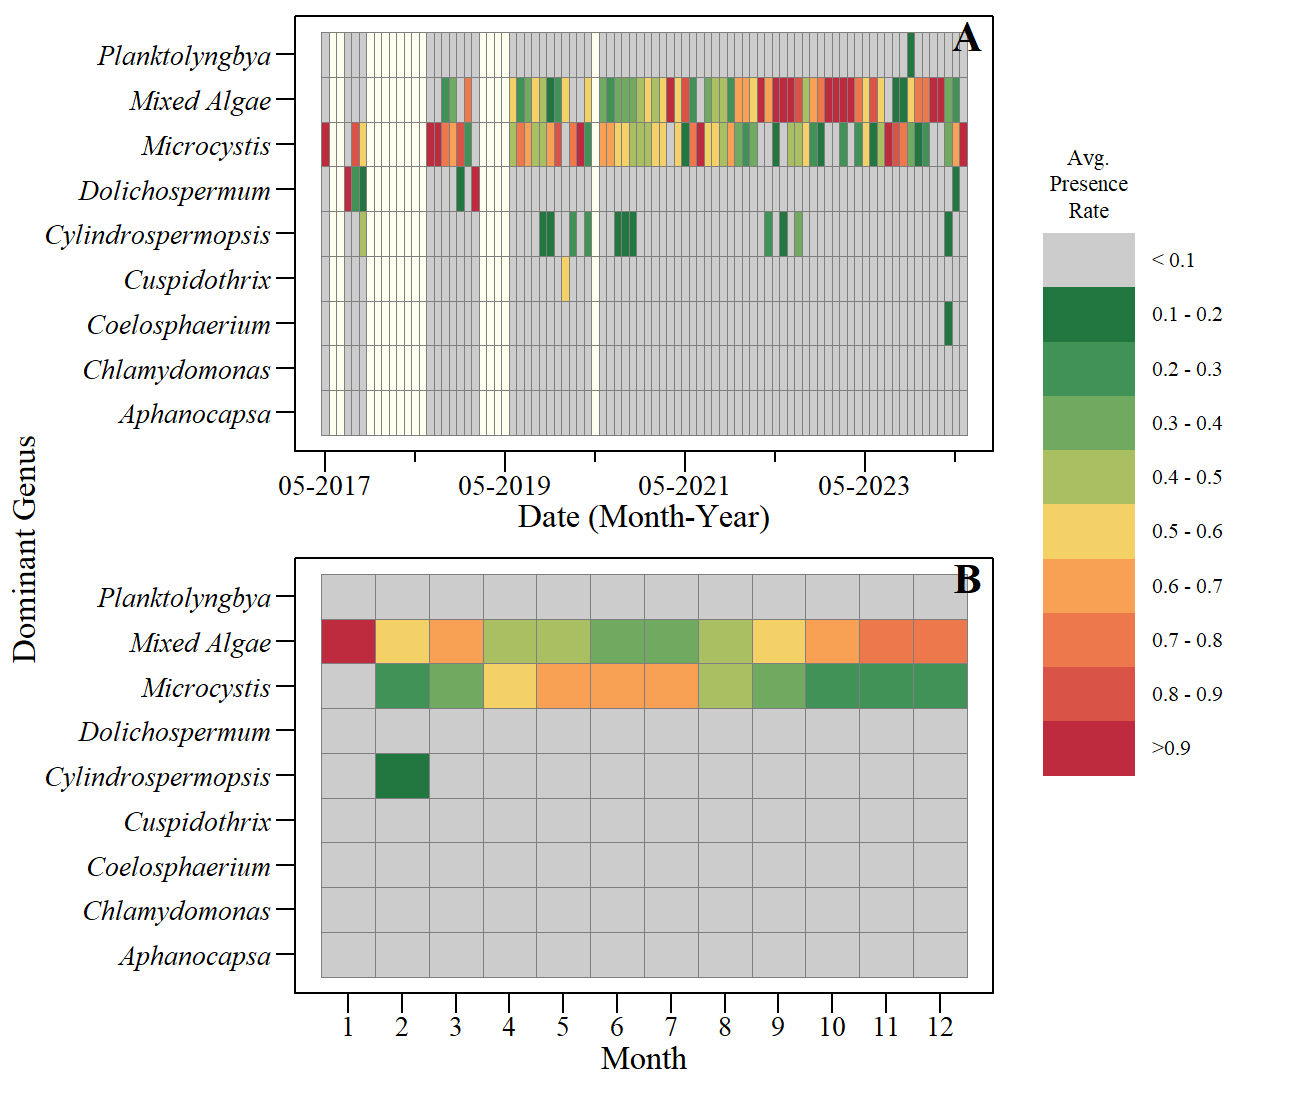 A
Planktolyngbya
Mixed Algae
Microcystis
Dolichospermum
Cylindrospermopsis
Cuspidothrix
Coelosphaerium
Chlamydomonas
Aphanocapsa
05-2017 05-2019 05-2021 05-2023
Date (Month-Year)
Dominant Genus
B
Planktolyngbya
Mixed Algae
Microcystis
Dolichospermum
Cylindrospermopsis
Cuspidothrix
Coelosphaerium
Chlamydomonas
Aphanocapsa
1 2 3 4 5 6 7 8 9 10 11 12
Month
Avg.
Presence
Rate
< 0.1
0.1 - 0.2
0.2 - 0.3
0.3 - 0.4
0.4 - 0.5
0.5 - 0.6
0.6 - 0.7
0.7 - 0.8
0.8 - 0.9
>0.9